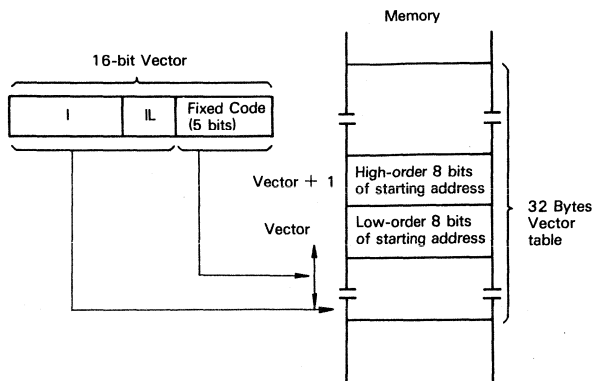 Memory
16-bit Vector
I
IL
Fixed Code
(5 bits)
Vector + 1
High-order 8 bits
of starting address
Vector
Low-order 8 bits
of starting address
32 Bytes
Vector
table